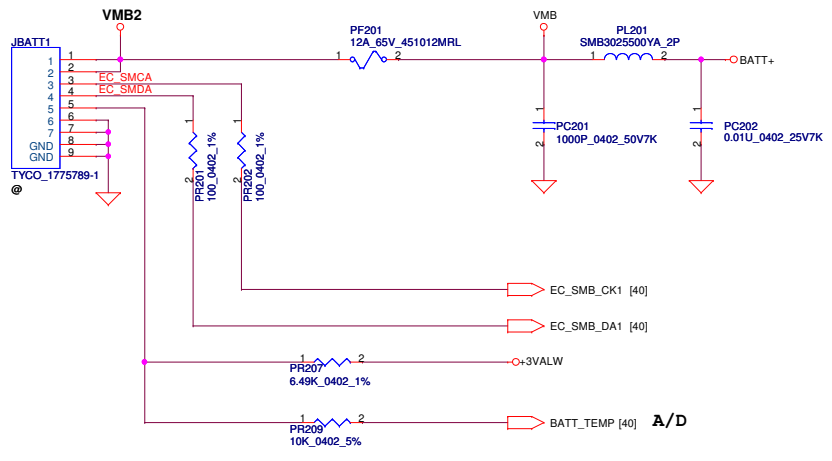 VMB2
JBATT1
1
2
3
4
5
6
7
GND
GND
1
2
3
4
5
6
7
8
9
TYCO_1775789-1
@
EC_SMCA
EC_SMDA
PF201
12A_65V_451012MRL
1
2
VMB
PL201
SMB3025500YA_2P
1
2
BATT+
1
PC201
1000P_0402_50V7K
2
1
PC202
0.01U_0402_25V7K
2
1
2
PR201
100_0402_1%
1
2
PR202
100_0402_1%
EC_SMB_CK1 [40]
EC_SMB_DA1 [40]
1
2
PR207
6.49K_0402_1%
+3VALW
1
2
PR209
10K_0402_5%
BATT_TEMP [40]
A/D